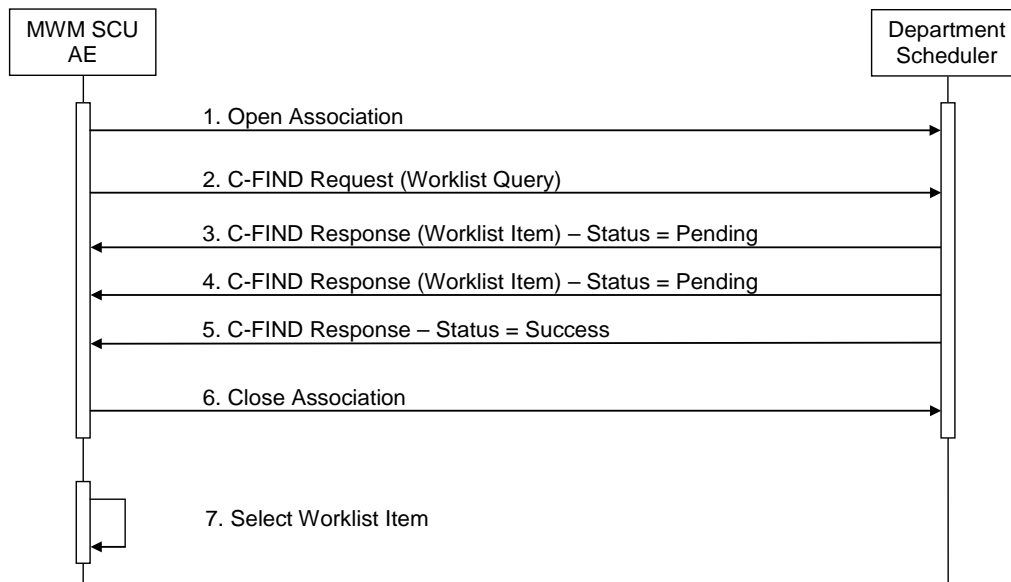 MWM SCU
AE
Department
Scheduler
1. Open Association
2. C-FIND Request (Worklist Query)
3. C-FIND Response (Worklist Item) – Status = Pending
4. C-FIND Response (Worklist Item) – Status = Pending
5. C-FIND Response – Status = Success
6. Close Association
7. Select Worklist Item